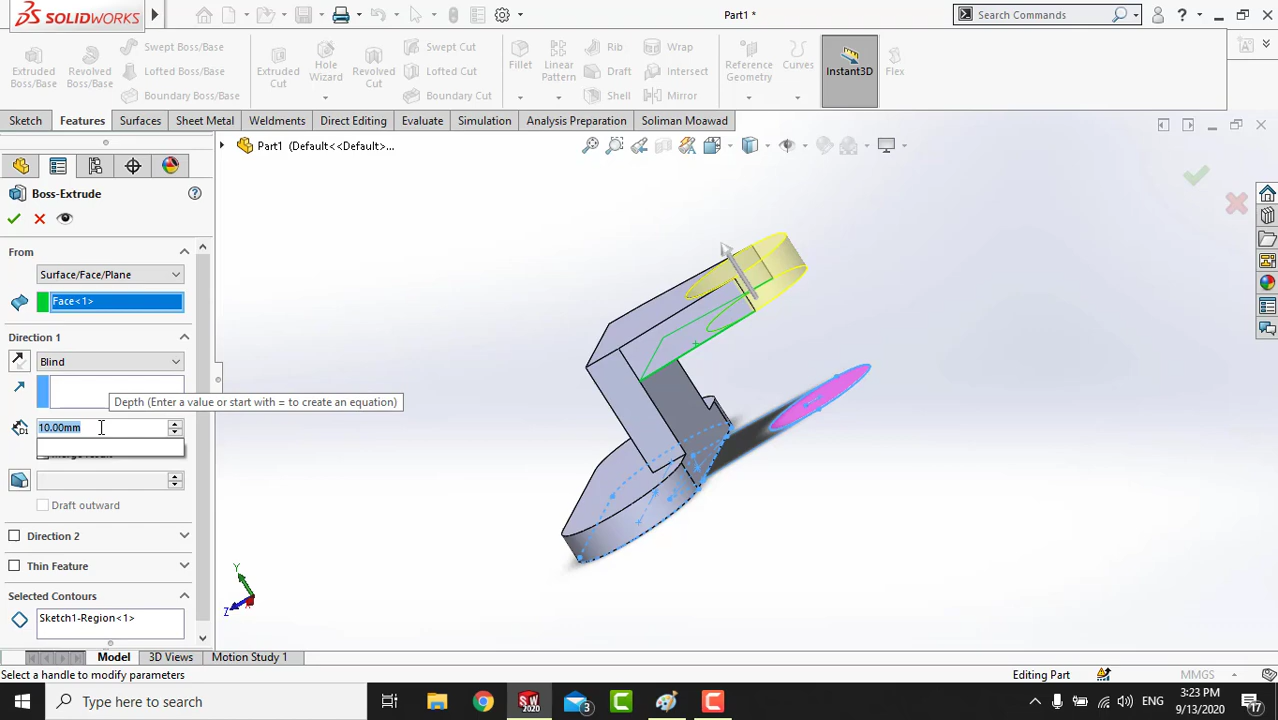 SOLIDWORKS
Part1 *
Search Commands
Extruded Boss/Base
Revolved Boss/Base
Swept Boss/Base
Lofted Boss/Base
Boundary Boss/Base
Extruded Cut
Hole Wizard
Revolved Cut
Swept Cut
Lofted Cut
Boundary Cut
Fillet
Linear Pattern
Rib
Draft
Shell
Wrap
Intersect
Mirror
Reference Geometry
Curves
Instant3D
Flex
Sketch
Features
Surfaces
Sheet Metal
Weldments
Direct Editing
Evaluate
Simulation
Analysis Preparation
Soliman Moawad
Part1 (Default<<Default>...
Boss-Extrude
From
Surface/Face/Plane
Face<1>
Direction 1
Blind
Depth (Enter a value or start with = to create an equation)
D1
10.00mm
Draft outward
Direction 2
Thin Feature
Selected Contours
Sketch1-Region<1>
Y
Z
X
Model
3D Views
Motion Study 1
Select a handle to modify parameters
Editing Part
MMGS
Type here to search
SW
2020
3
ENG
3:23 PM
9/13/2020
17